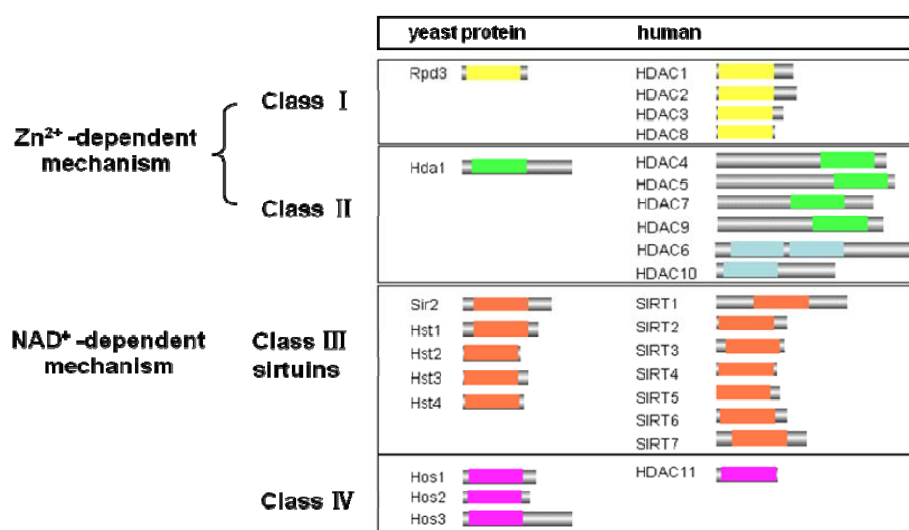 yeast protein human
Rpd3
HDAC1
HDAC2
HDAC3
HDAC8
Class I
Zn²⁺ -dependent
mechanism
Class II
Hda1
HDAC4
HDAC5
HDAC7
HDAC9
HDAC6
HDAC10
NAD⁺ -dependent
mechanism
Class III
sirtuins
Sir2
Hst1
Hst2
Hst3
Hst4
SIRT1
SIRT2
SIRT3
SIRT4
SIRT5
SIRT6
SIRT7
Class IV
Hos1
Hos2
Hos3
HDAC11